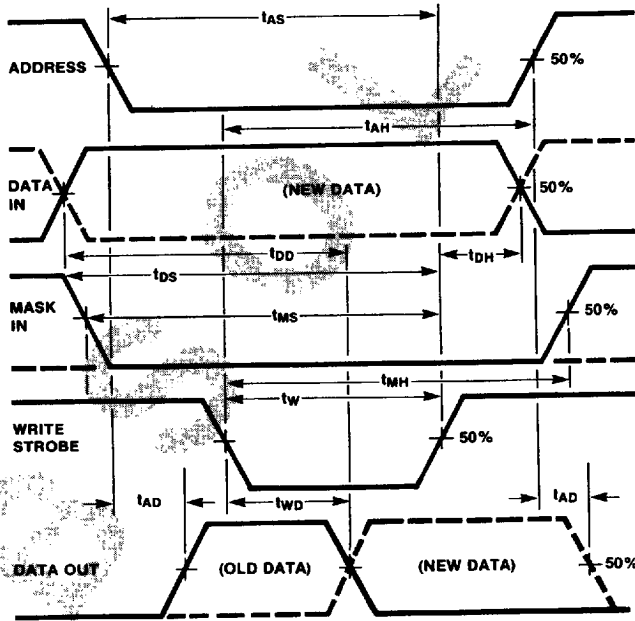 tAS
ADDRESS
50%
tAH
DATA IN
(NEW DATA)
50%
tDD
tDH
tDS
MASK IN
tMS
50%
tMH
tW
WRITE STROBE
50%
tAD
tWD
tAD
DATA OUT
(OLD DATA)
(NEW DATA)
50%